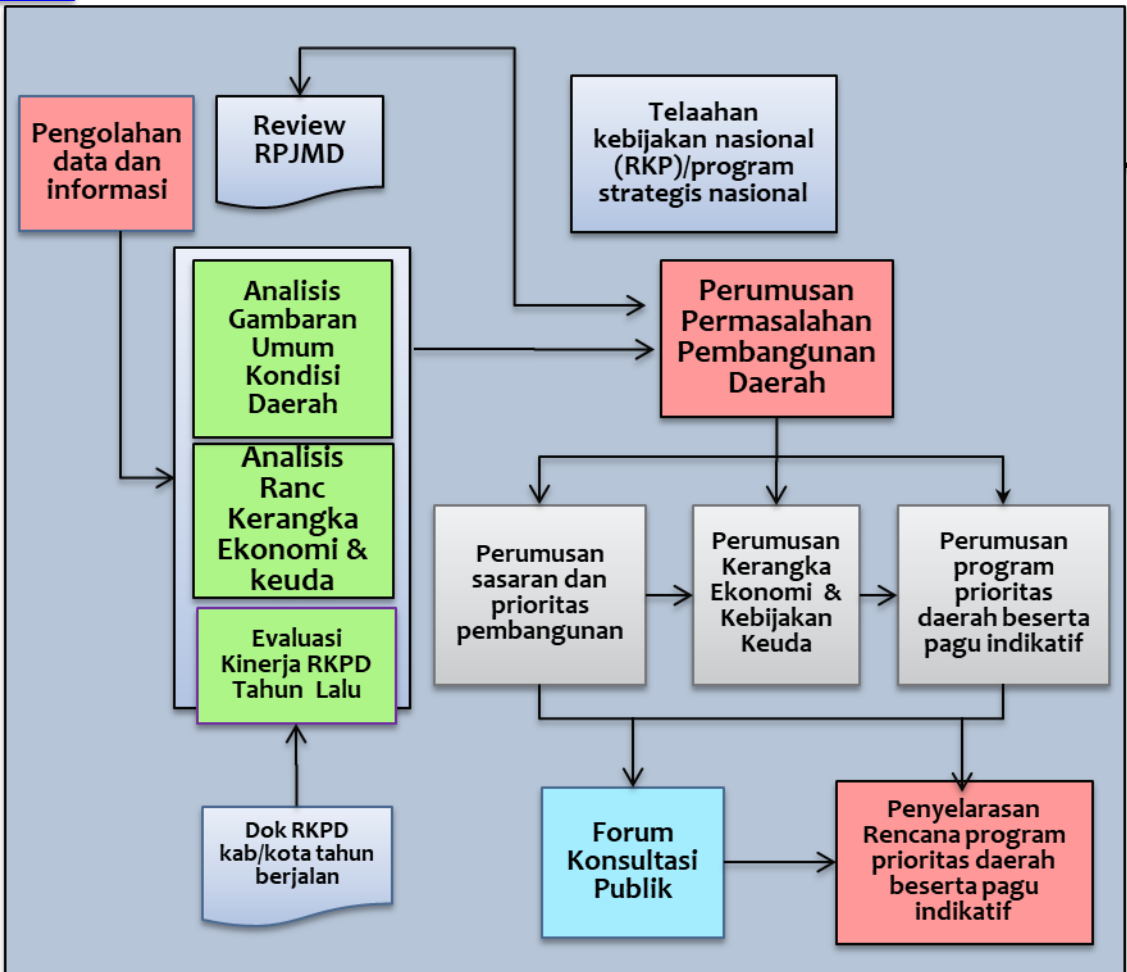 Pengolahan
data dan
informasi
Review
RPJMD
Telaahan
kebijakan nasional
(RKP)/program
strategis nasional
Analisis
Gambaran
Umum
Kondisi
Daerah
Analisis
Ranc
Kerangka
Ekonomi &
keuda
Evaluasi
Kinerja RKPD
Tahun Lalu
Dok RKPD
kab/kota tahun
berjalan
Perumusan
Permasalahan
Pembangunan
Daerah
Perumusan
sasaran dan
prioritas
pembangunan
Perumusan
Kerangka
Ekonomi &
Kebijakan
Keuda
Perumusan
program
prioritas
daerah beserta
pagu indikatif
Forum
Konsultasi
Publik
Penyelarasan
Rencana program
prioritas daerah
beserta pagu
indikatif